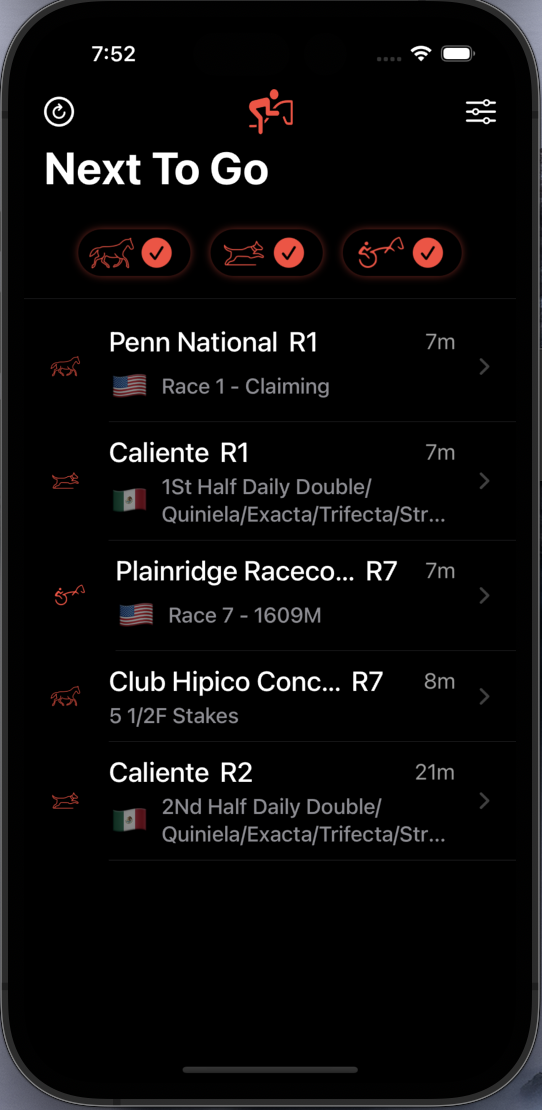 7:52
Next To Go
Penn National R1 7m
Race 1 - Claiming
Caliente R1 7m
1St Half Daily Double/
Quiniela/Exacta/Trifecta/Str...
Plainridge Raceco... R7 7m
Race 7 - 1609M
Club Hipico Conc... R7 8m
5 1/2F Stakes
Caliente R2 21m
2Nd Half Daily Double/
Quiniela/Exacta/Trifecta/Str...